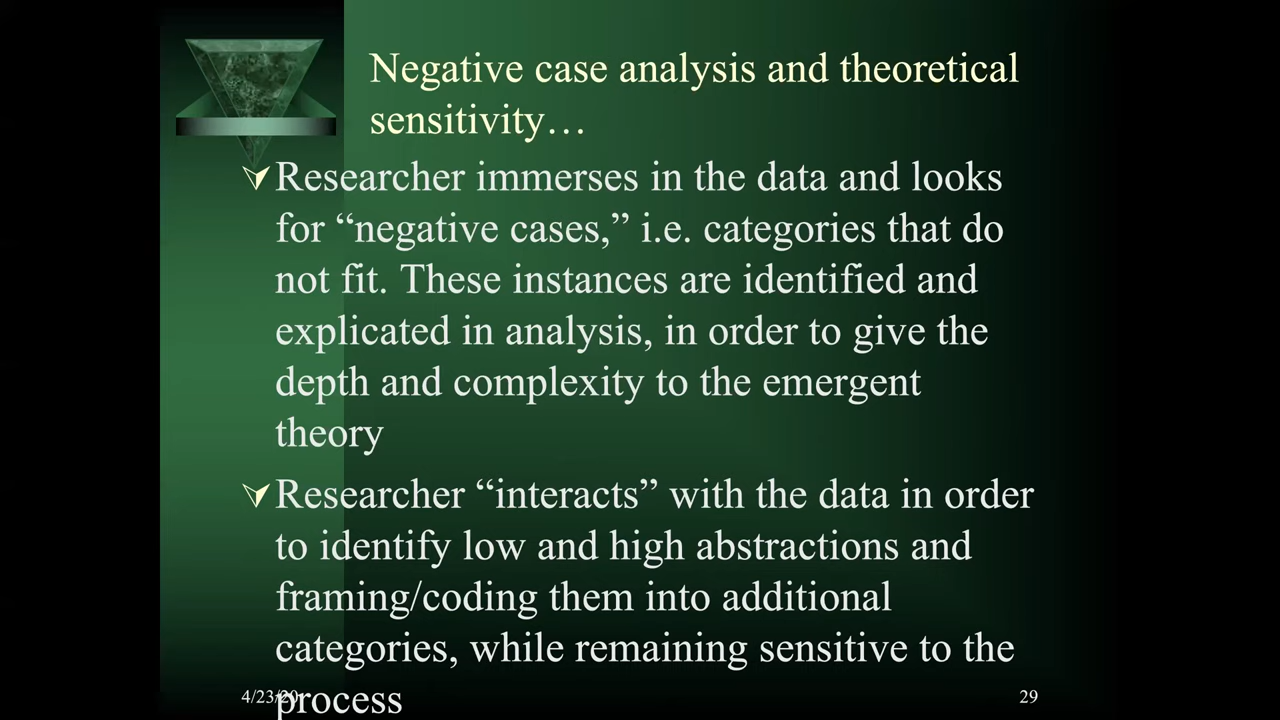 Negative case analysis and theoretical
sensitivity…
Researcher immerses in the data and looks
for “negative cases,” i.e. categories that do
not fit. These instances are identified and
explicated in analysis, in order to give the
depth and complexity to the emergent
theory
Researcher “interacts” with the data in order
to identify low and high abstractions and
framing/coding them into additional
categories, while remaining sensitive to the
process
4/23/20
29